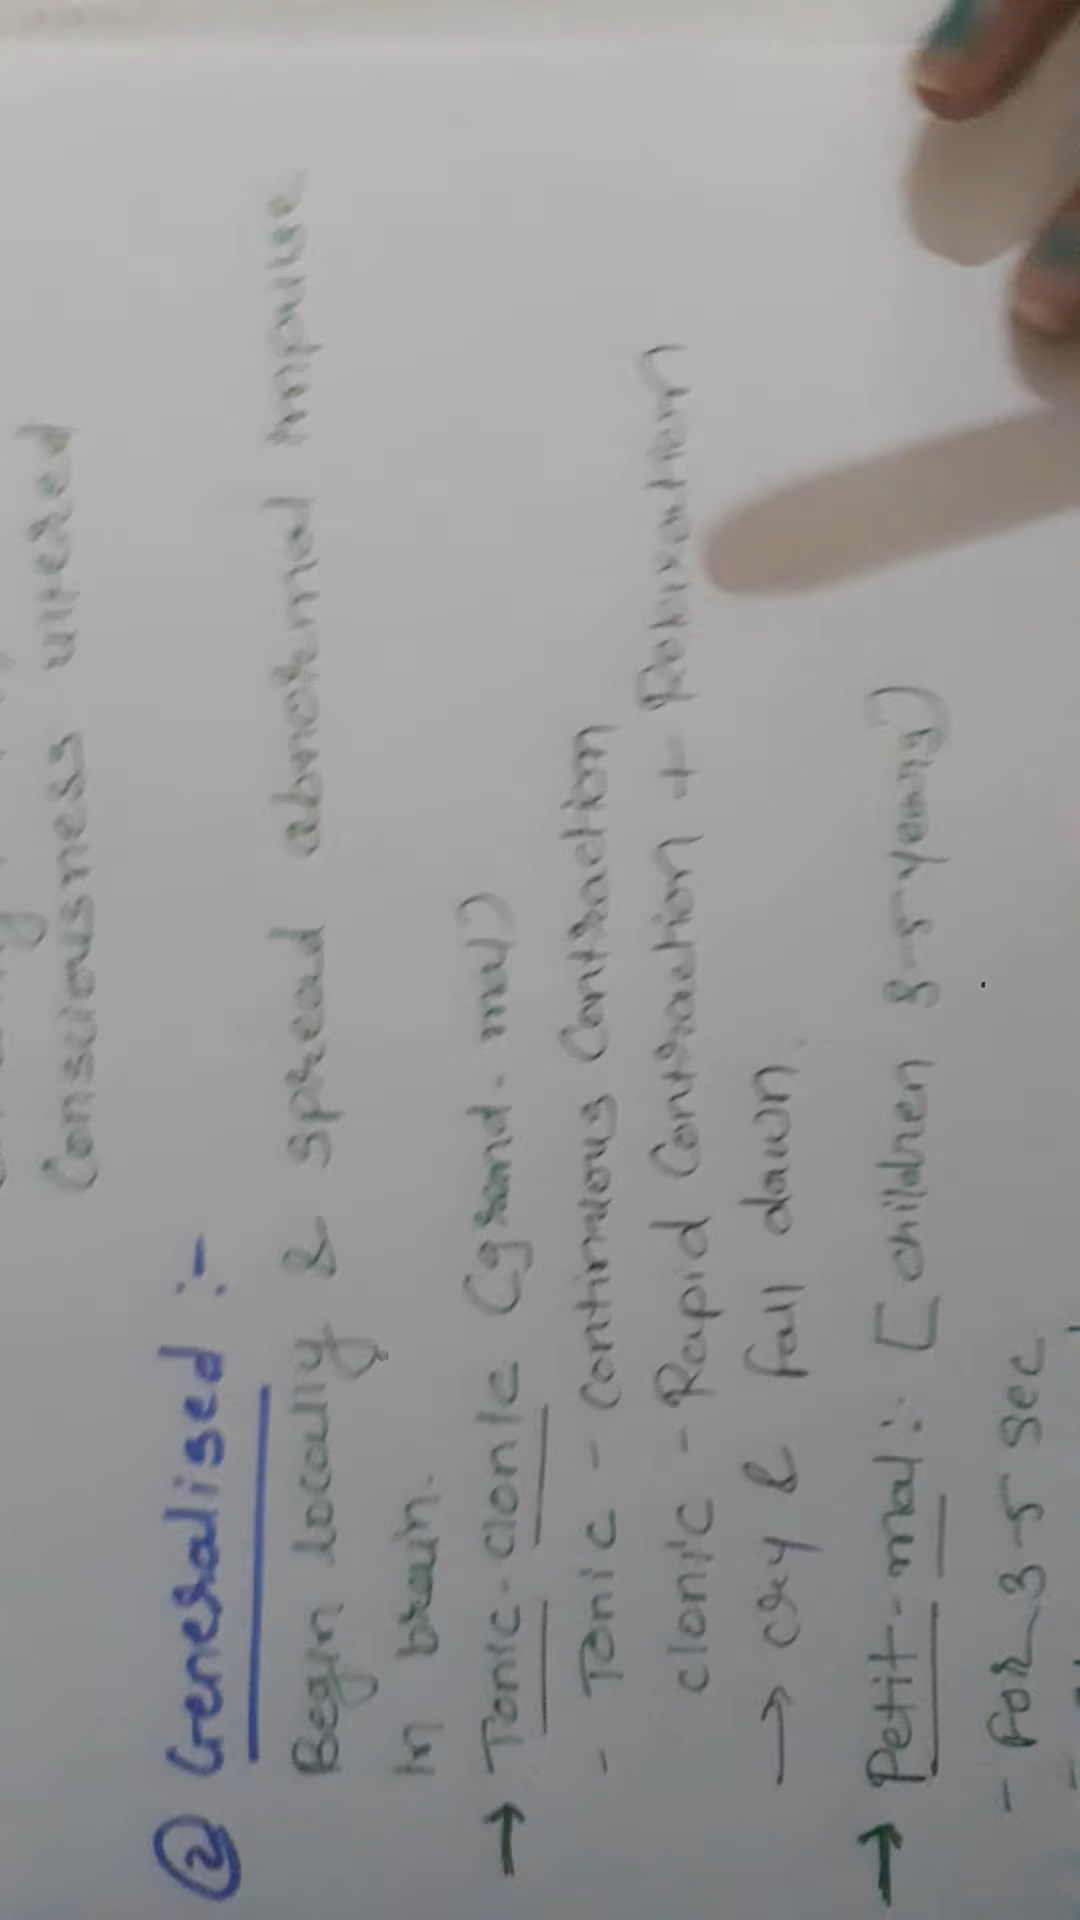 Consciousness altered
② Generalised :-
Begin locally & spread abnormal impulse
In brain.
→ Tonic-clonic (grand-mal)
- Tonic - continuous contraction
clonic - Rapid contraction + Relaxation
→ cry & fall down.
→ Petit-mal : [children 8-5 years)
- For 3-5 sec